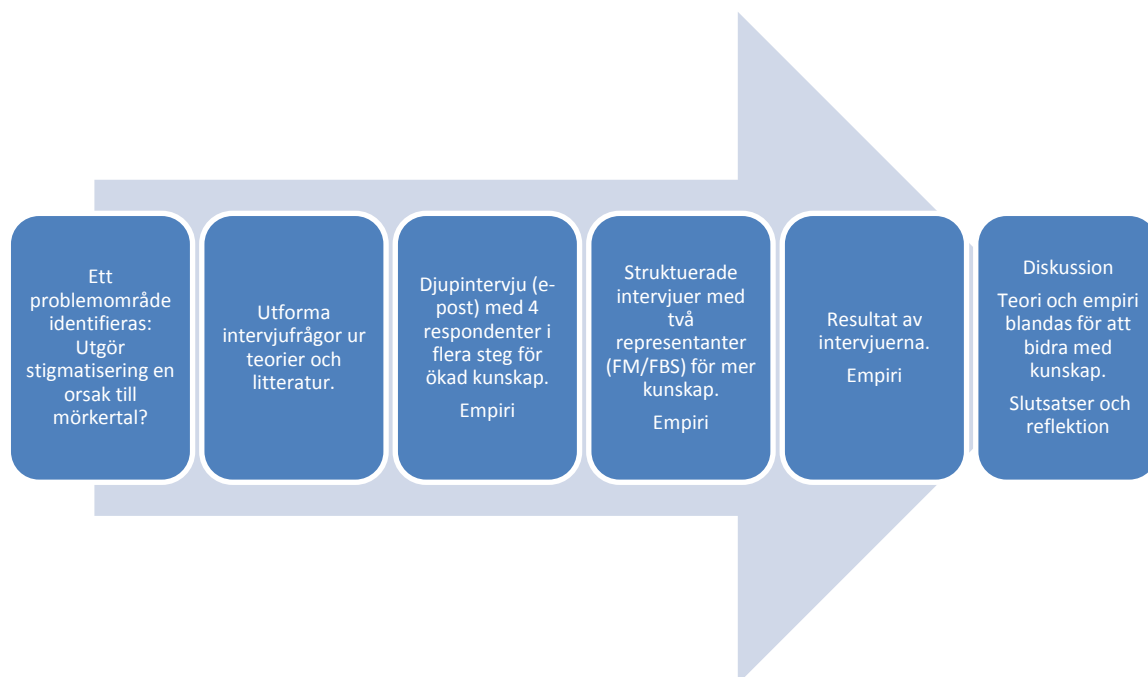 Ett
problemområde
identifieras:
Utgör
stigmatisering en
orsak till
mörkertal?
Utforma
intervjufrågor ur
teorier och
litteratur.
Djupintervju (e-
post) med 4
respondenter i
flera steg för
ökad kunskap.
Empiri
Struktuerade
intervjuer med
två
representanter
(FM/FBS) för mer
kunskap.
Empiri
Resultat av
intervjuerna.
Empiri
Diskussion
Teori och empiri
blandas för att
bidra med
kunskap.
Slutsatser och
reflektion